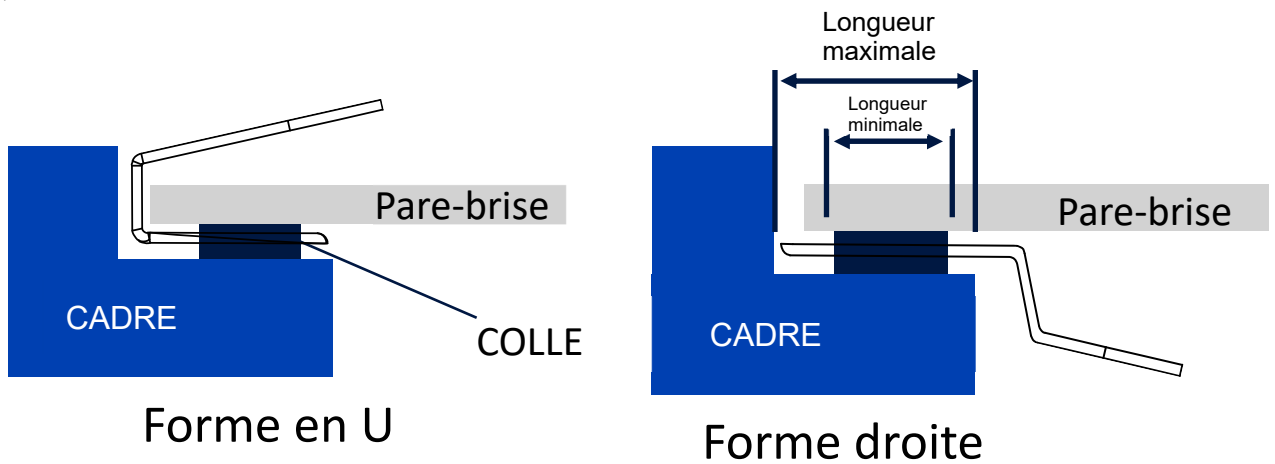 Longueur
maximale
Longueur
minimale
Pare-brise
Pare-brise
CADRE
COLLE
CADRE
Forme en U
Forme droite